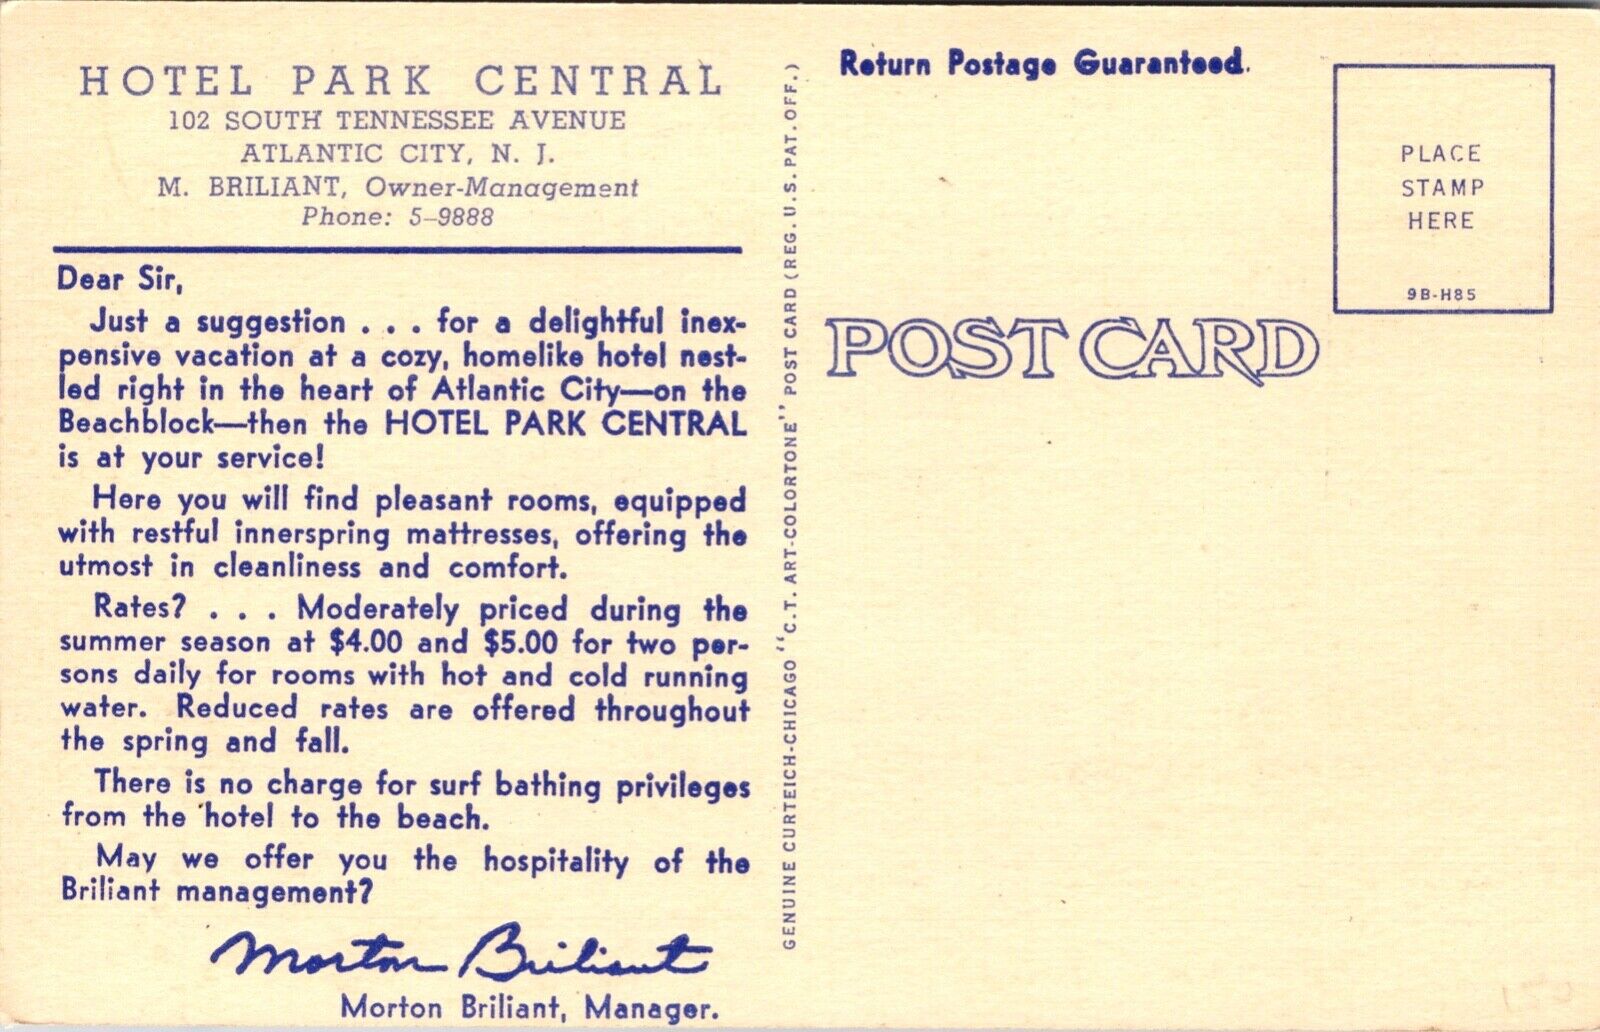 HOTEL PARK CENTRAL
102 SOUTH TENNESSEE AVENUE
ATLANTIC CITY, N. J.
M. BRILIANT, Owner-Management
Phone: 5-9888
Dear Sir,
Just a suggestion . . . for a delightful inex-
pensive vacation at a cozy, homelike hotel nest-
led right in the heart of Atlantic City—on the
Beachblock—then the HOTEL PARK CENTRAL
is at your service!
Here you will find pleasant rooms, equipped
with restful innerspring mattresses, offering the
utmost in cleanliness and comfort.
Rates? . . . Moderately priced during the
summer season at $4.00 and $5.00 for two per-
sons daily for rooms with hot and cold running
water. Reduced rates are offered throughout
the spring and fall.
There is no charge for surf bathing privileges
from the hotel to the beach.
May we offer you the hospitality of the
Briliant management?
Morton Briliant
Morton Briliant, Manager.
GENUINE CURTEICH-CHICAGO "C.T. ART-COLORTONE" POST CARD (REG. U.S. PAT. OFF.)
Return Postage Guaranteed.
PLACE
STAMP
HERE
9B-H85
POST CARD